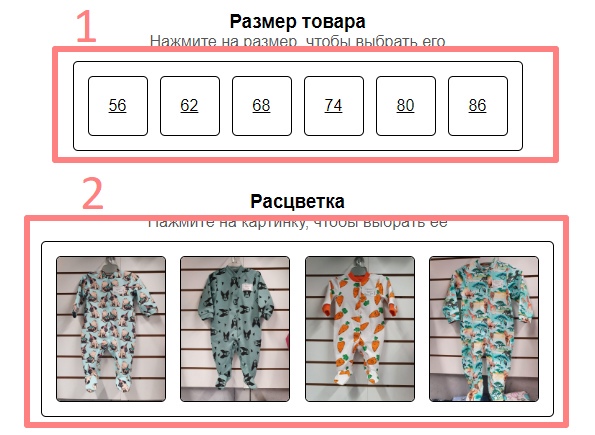 1
Размер товара
Нажмите на размер, чтобы выбрать его
56 62 68 74 80 86
2
Расцветка
Нажмите на картинку, чтобы выбрать ее